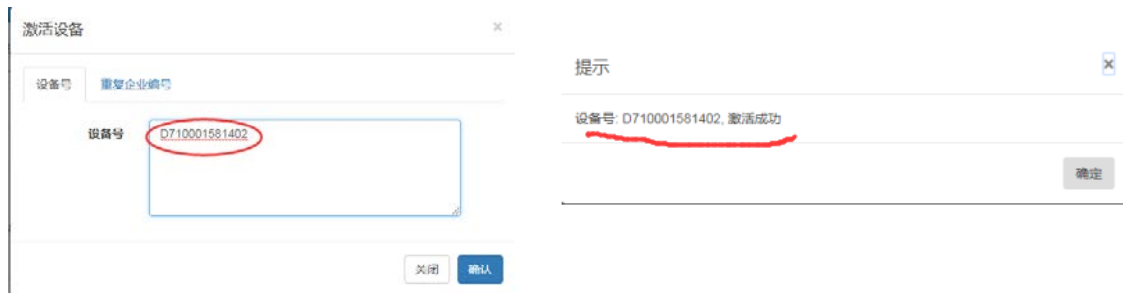 激活设备
×
设备号
重复企业编号
设备号
D710001581402
关闭
确认
提示
×
设备号: D710001581402, 激活成功
确定